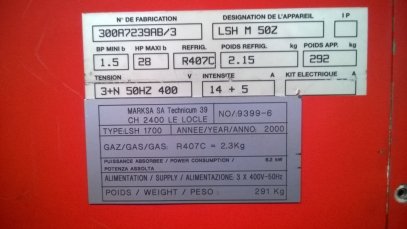 N° DE FABRICATION DESIGNATION DE L'APPAREIL I P
300A7239AB/3 LSH M 50Z
BP MINI b HP MAXI b REFRIG. POIDS REFRIG. kg POIDS APP. kg
1.5 28 R407C 2.15 292
TENSION V INTENSITE A KIT ELECTRIQUE A
3+N 50HZ 400 14 + 5
MARKSA SA Technicum 39
CH 2400 LE LOCLE NO/9399-6
TYPE LSH 1700 ANNEE/YEAR/ANNO: 2000
GAZ/GAS/GAS: R407C = 2,3Kg
PUISSANCE ABSORBEE / POWER CONSUMPTION /
POTENZA ASSOLTA kW
ALIMENTATION / SUPPLY / ALIMENTAZIONE: 3 X 400V-50Hz
POIDS / WEIGHT / PESO: 291 Kg